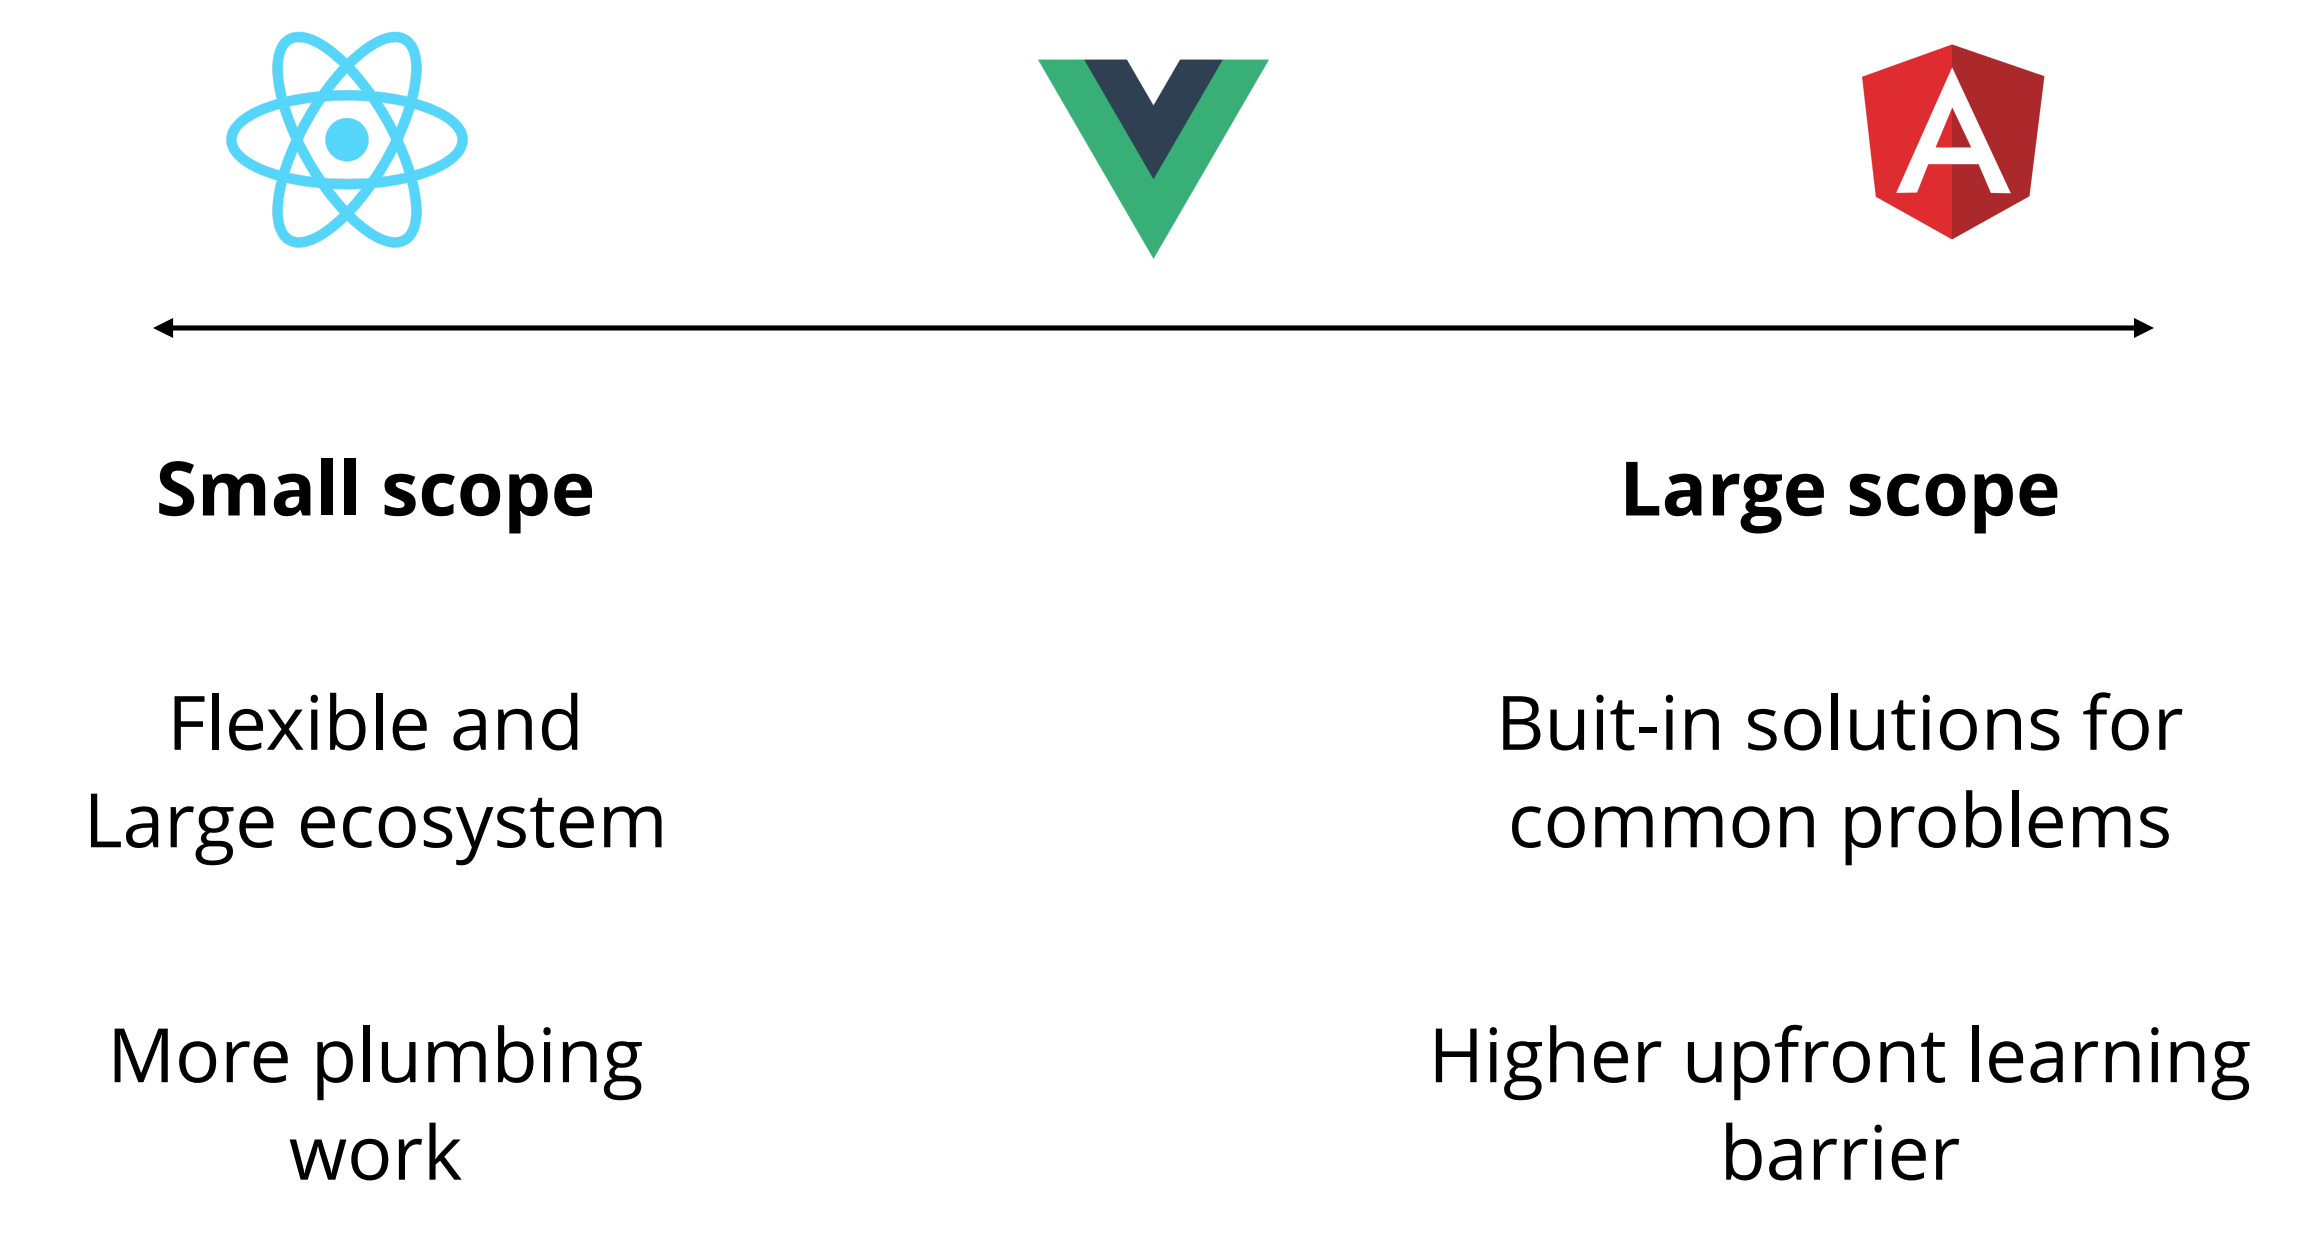 Small scope
Large scope
Flexible and
Large ecosystem
Buit-in solutions for
common problems
More plumbing
work
Higher upfront learning
barrier